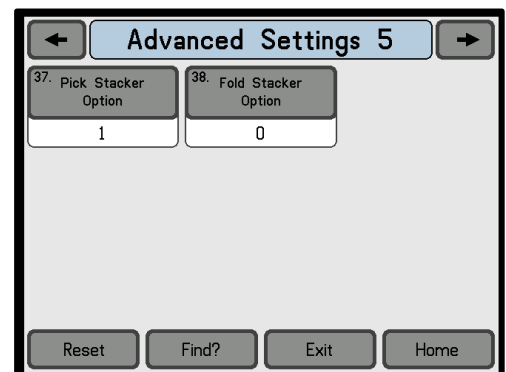 Advanced Settings 5
37. Pick Stacker
Option
1
38. Fold Stacker
Option
0
Reset Find? Exit Home